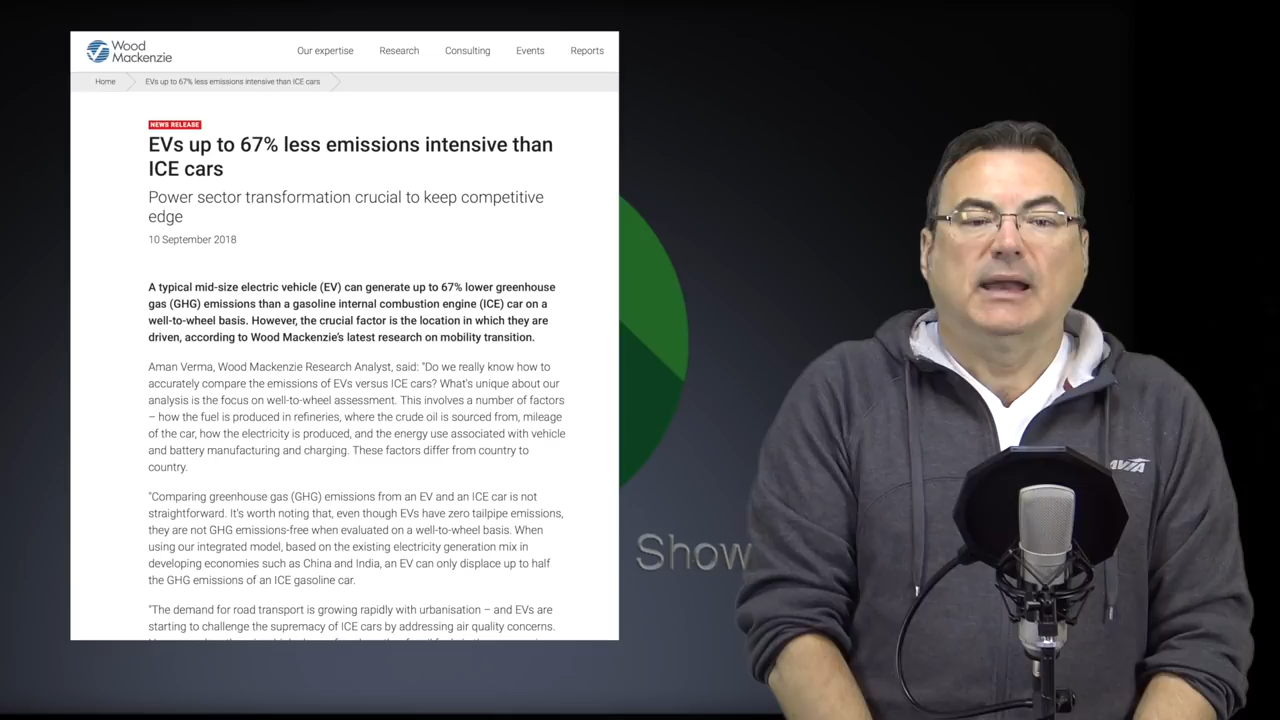 Wood
Mackenzie
Our expertise Research Consulting Events Reports
Home EVs up to 67% less emissions intensive than ICE cars
NEWS RELEASE
EVs up to 67% less emissions intensive than
ICE cars
Power sector transformation crucial to keep competitive
edge
10 September 2018
A typical mid-size electric vehicle (EV) can generate up to 67% lower greenhouse
gas (GHG) emissions than a gasoline internal combustion engine (ICE) car on a
well-to-wheel basis. However, the crucial factor is the location in which they are
driven, according to Wood Mackenzie's latest research on mobility transition.
Aman Verma, Wood Mackenzie Research Analyst, said: "Do we really know how to
accurately compare the emissions of EVs versus ICE cars? What's unique about our
analysis is the focus on well-to-wheel assessment. This involves a number of factors
– how the fuel is produced in refineries, where the crude oil is sourced from, mileage
of the car, how the electricity is produced, and the energy use associated with vehicle
and battery manufacturing and charging. These factors differ from country to
country.
"Comparing greenhouse gas (GHG) emissions from an EV and an ICE car is not
straightforward. It's worth noting that, even though EVs have zero tailpipe emissions,
they are not GHG emissions-free when evaluated on a well-to-wheel basis. When
using our integrated model, based on the existing electricity generation mix in
developing economies such as China and India, an EV can only displace up to half
the GHG emissions of an ICE gasoline car.
"The demand for road transport is growing rapidly with urbanisation – and EVs are
starting to challenge the supremacy of ICE cars by addressing air quality concerns.
Show
AVIA